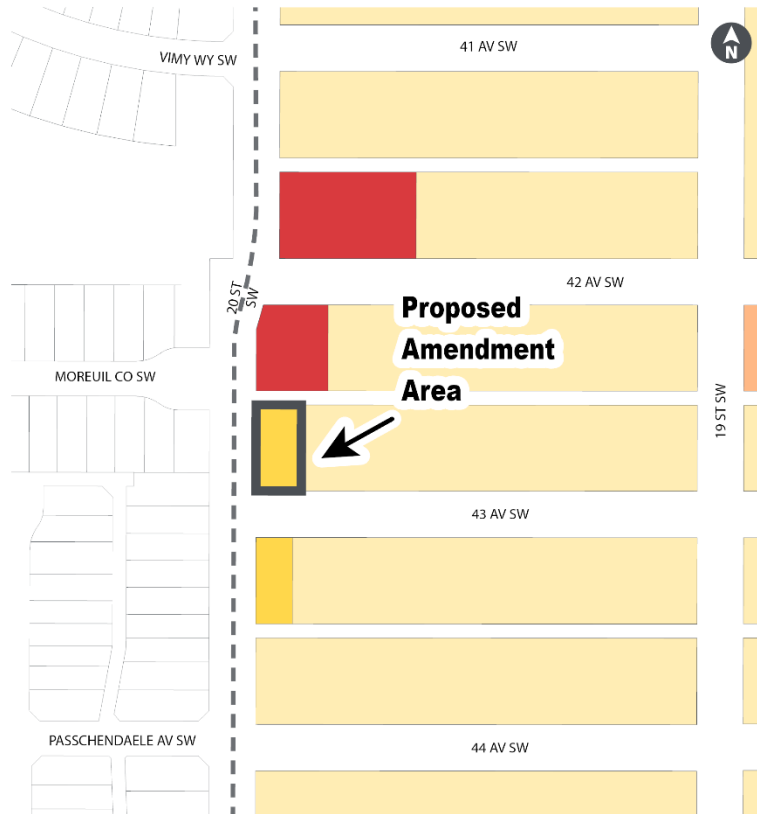 41 AV SW
N
VIMY WY SW
42 AV SW
20 ST
SW
Proposed
Amendment
Area
MOREUIL CO SW
19 ST SW
43 AV SW
PASSCHENDAELE AV SW
44 AV SW